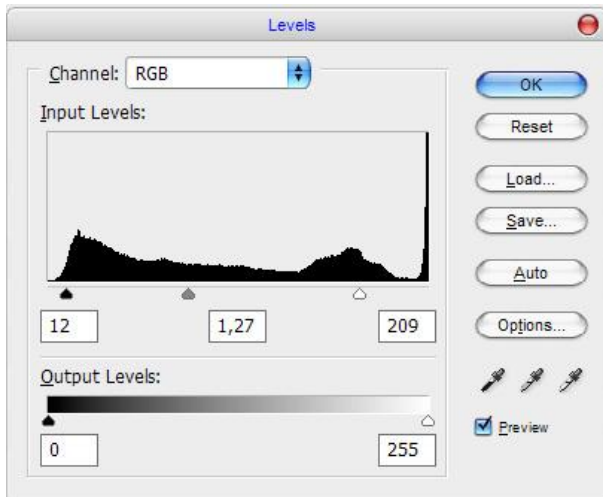 Levels
Channel: RGB
OK
Input Levels:
Reset
Load...
Save...
Auto
12 1,27 209
Options...
Output Levels:
Preview
0 255